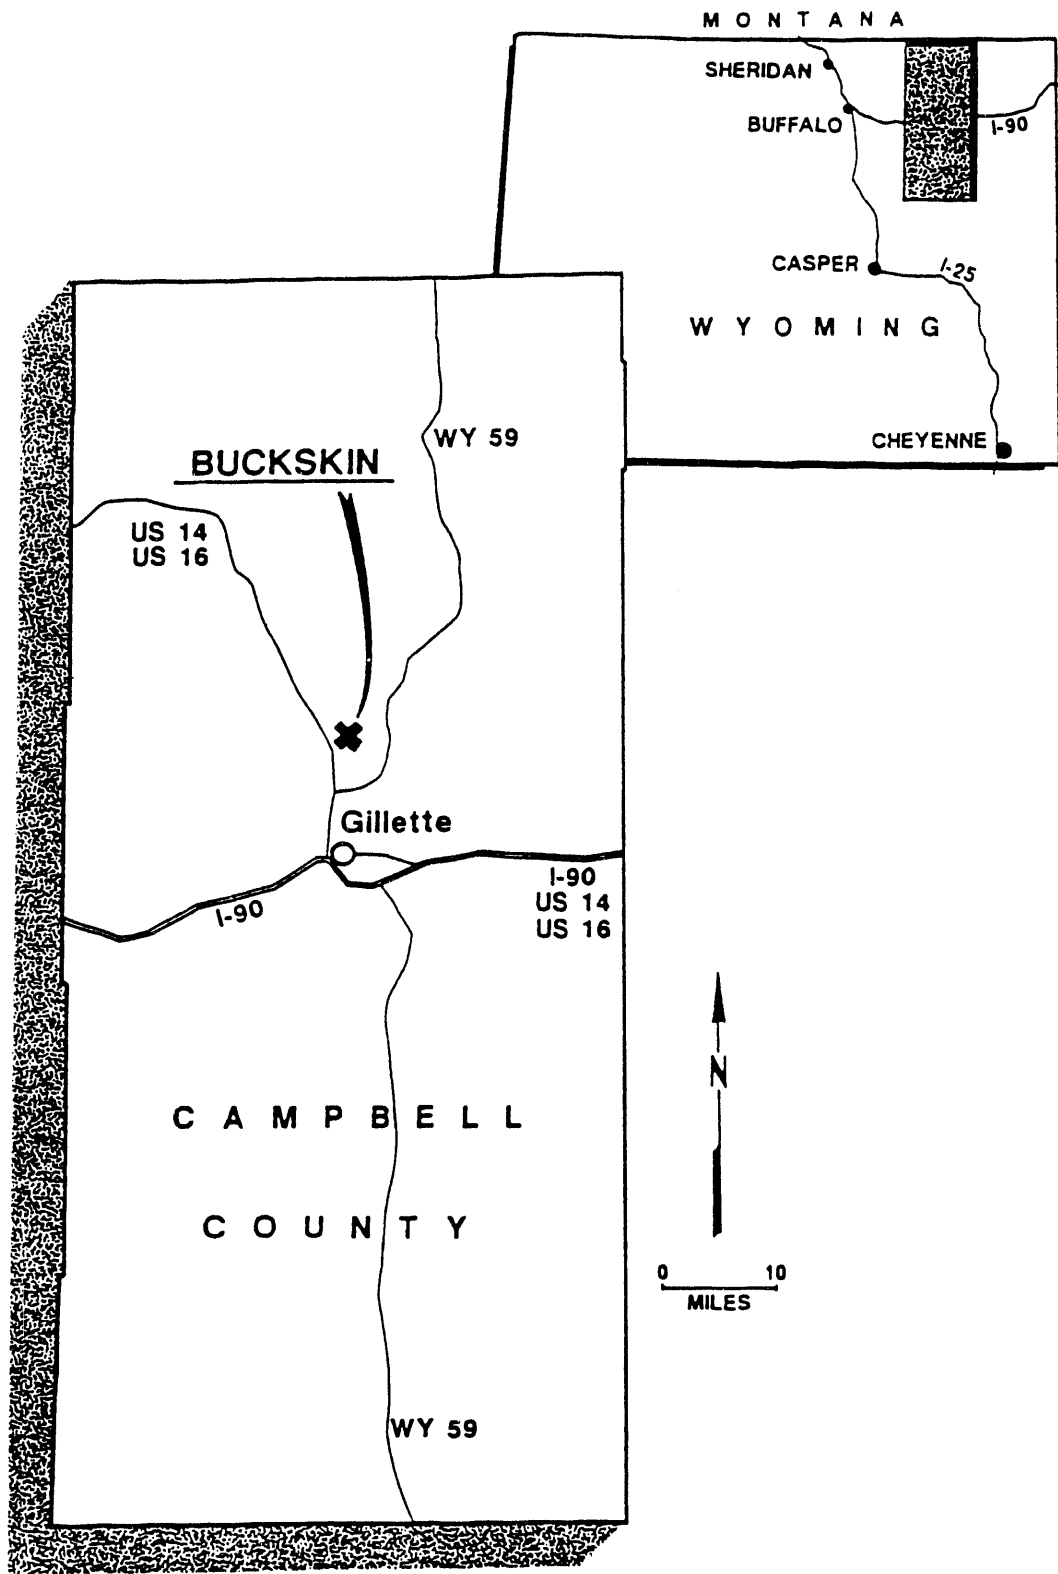 MONTANA
SHERIDAN
BUFFALO
I-90
CASPER
I-25
WYOMING
CHEYENNE
WY 59
BUCKSKIN
US 14
US 16
Gillette
I-90
I-90
US 14
US 16
N
CAMPBELL
COUNTY
0 10
MILES
WY 59